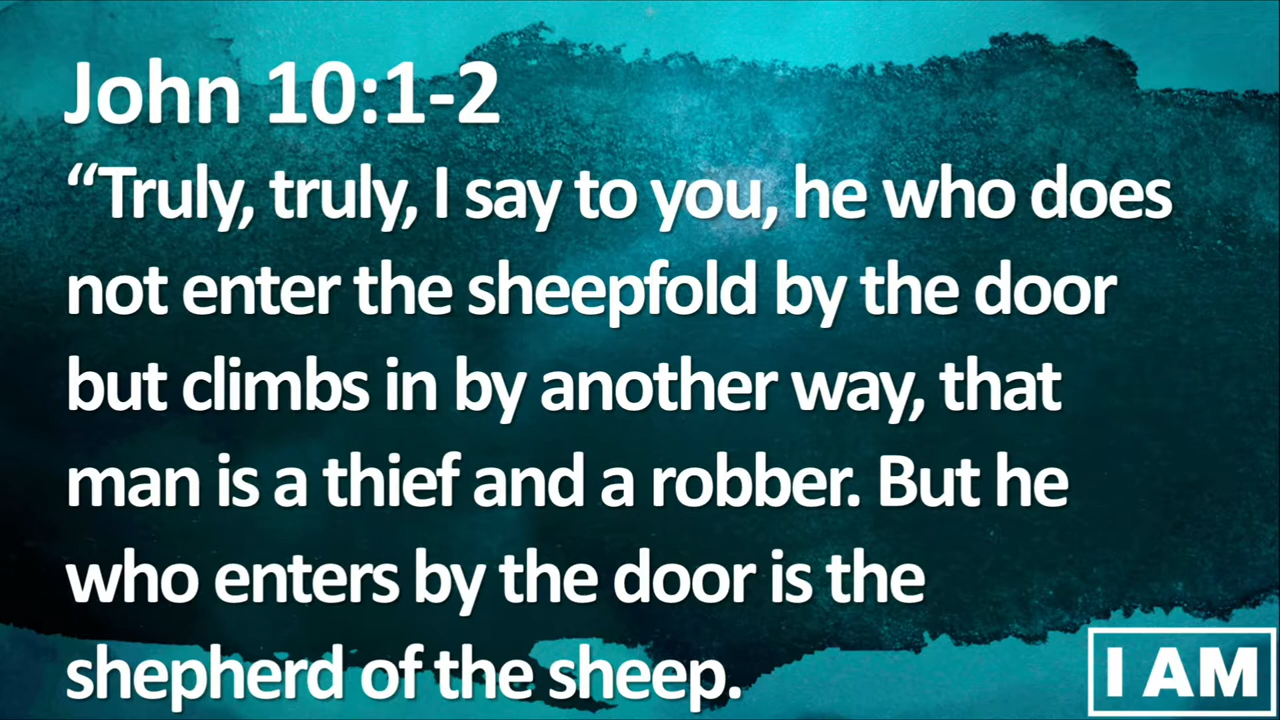 John 10:1-2
“Truly, truly, I say to you, he who does
not enter the sheepfold by the door
but climbs in by another way, that
man is a thief and a robber. But he
who enters by the door is the
shepherd of the sheep.
I AM